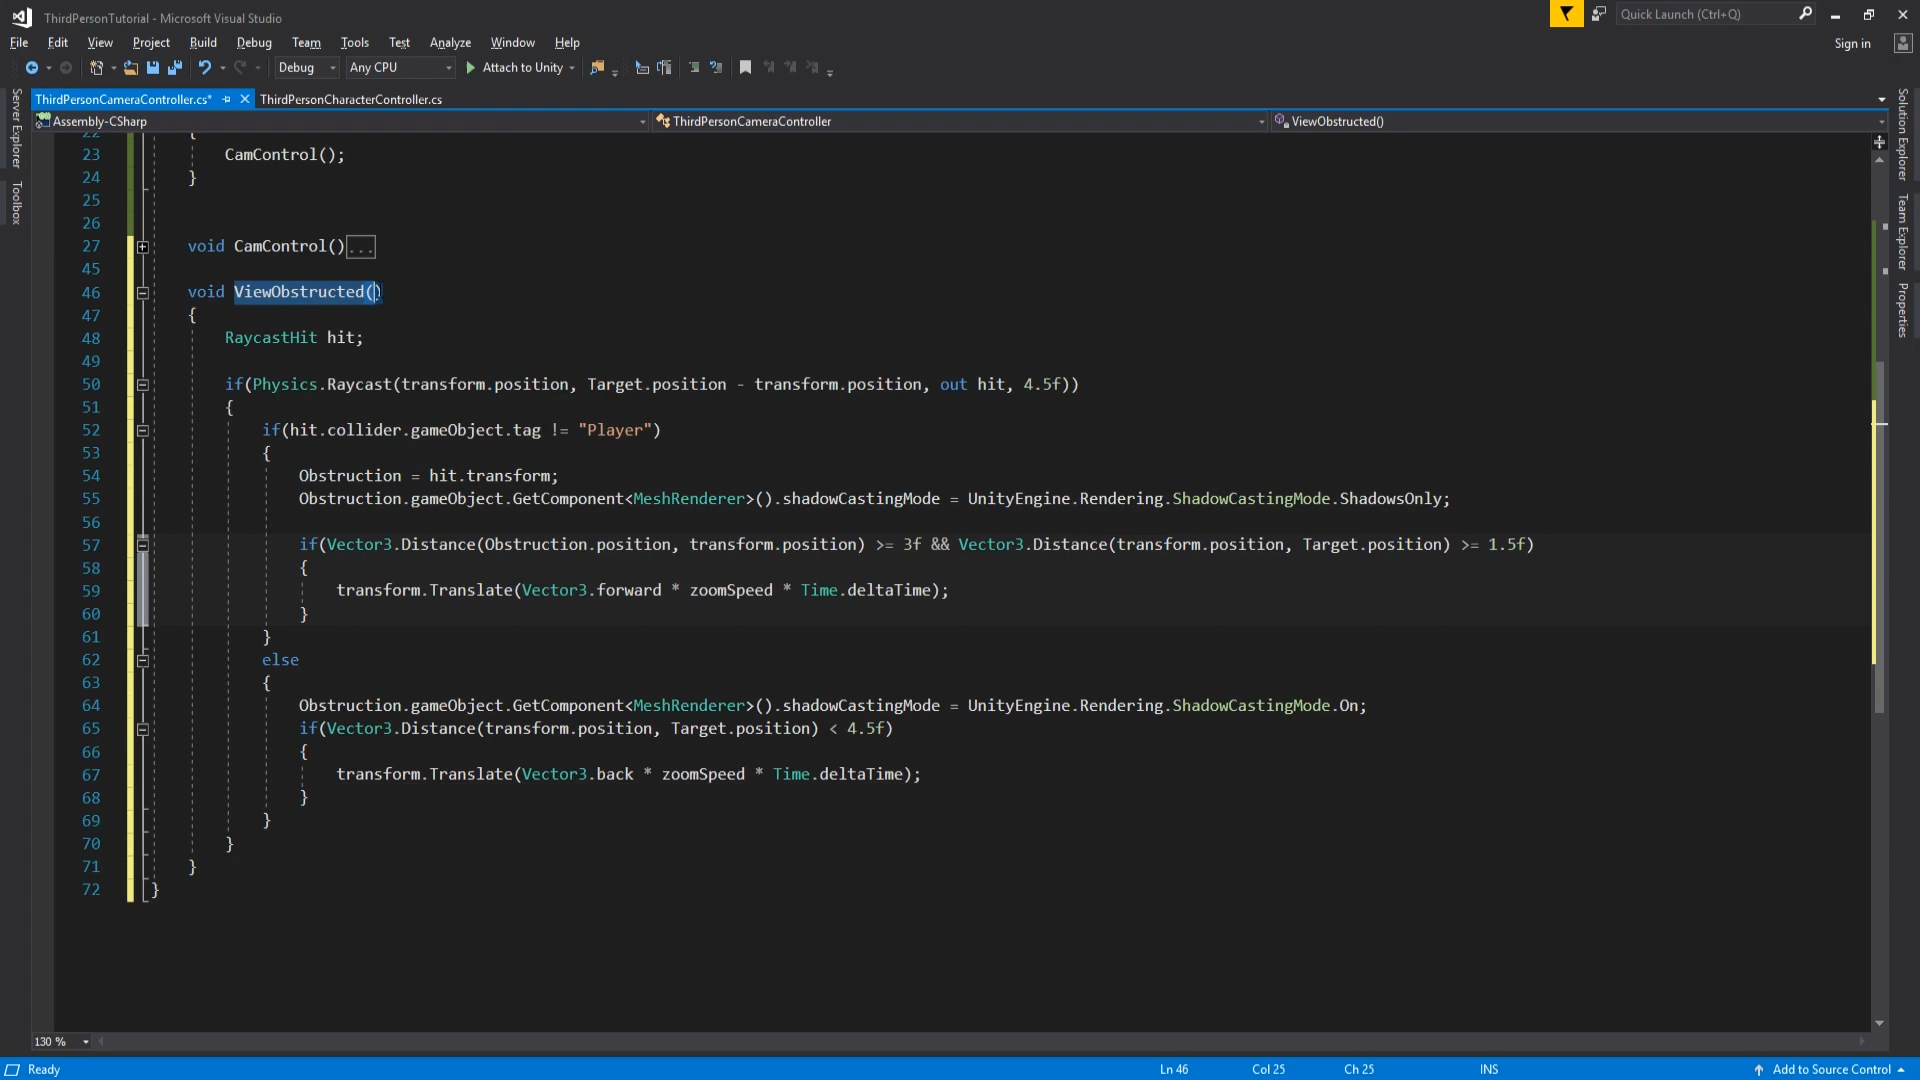 ThirdPersonTutorial - Microsoft Visual Studio
Quick Launch (Ctrl+Q)
File Edit View Project Build Debug Team Tools Test Analyze Window Help
Sign in
Debug Any CPU Attach to Unity
ThirdPersonCameraController.cs* ThirdPersonCharacterController.cs
Assembly-CSharp ThirdPersonCameraController ViewObstructed()
Server Explorer
Toolbox
Solution Explorer
Team Explorer
Properties
22 {
23 CamControl();
24 }
25
26
27 void CamControl()...
45
46 void ViewObstructed()
47 {
48 RaycastHit hit;
49
50 if(Physics.Raycast(transform.position, Target.position - transform.position, out hit, 4.5f))
51 {
52 if(hit.collider.gameObject.tag != "Player")
53 {
54 Obstruction = hit.transform;
55 Obstruction.gameObject.GetComponent<MeshRenderer>().shadowCastingMode = UnityEngine.Rendering.ShadowCastingMode.ShadowsOnly;
56
57 if(Vector3.Distance(Obstruction.position, transform.position) >= 3f && Vector3.Distance(transform.position, Target.position) >= 1.5f)
58 {
59 transform.Translate(Vector3.forward * zoomSpeed * Time.deltaTime);
60 }
61 }
62 else
63 {
64 Obstruction.gameObject.GetComponent<MeshRenderer>().shadowCastingMode = UnityEngine.Rendering.ShadowCastingMode.On;
65 if(Vector3.Distance(transform.position, Target.position) < 4.5f)
66 {
67 transform.Translate(Vector3.back * zoomSpeed * Time.deltaTime);
68 }
69 }
70 }
71 }
72 }
130 %
Ready Ln 46 Col 25 Ch 25 INS Add to Source Control